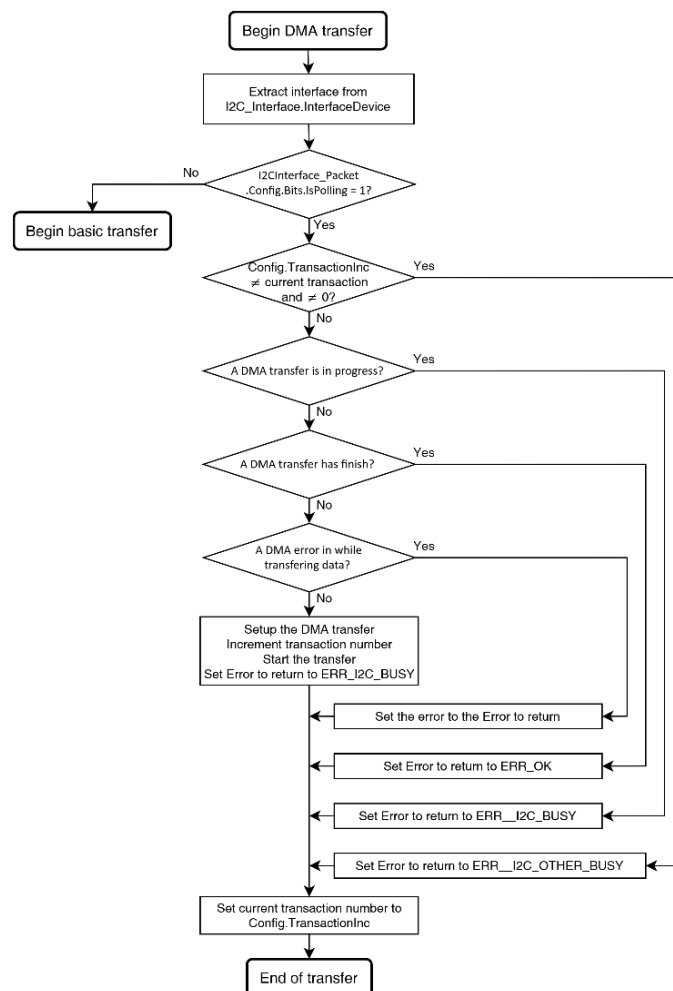 Begin DMA transfer
Extract interface from
I2C_Interface.InterfaceDevice
No
I2CInterface_Packet
.Config.Bits.IsPolling = 1?
Begin basic transfer
Yes
Config.TransactionInc
≠ current transaction
and ≠ 0?
Yes
No
A DMA transfer is in progress?
Yes
No
A DMA transfer has finish?
Yes
No
A DMA error in while
transfering data?
Yes
No
Setup the DMA transfer
Increment transaction number
Start the transfer
Set Error to return to ERR_I2C_BUSY
Set the error to the Error to return
Set Error to return to ERR_OK
Set Error to return to ERR__I2C_BUSY
Set Error to return to ERR__I2C_OTHER_BUSY
Set current transaction number to
Config.TransactionInc
End of transfer